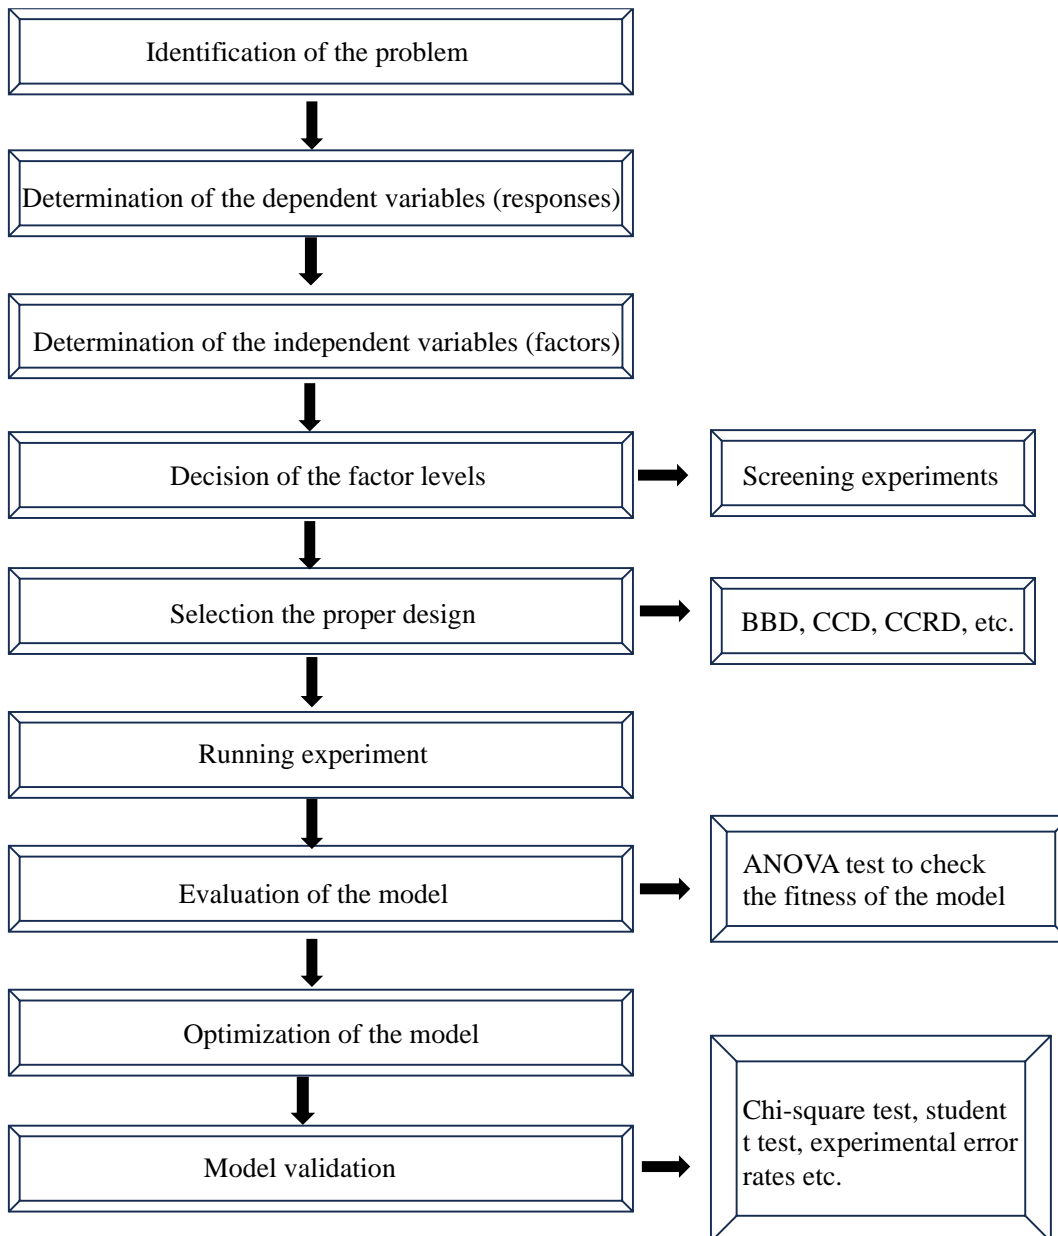 Identification of the problem
Determination of the dependent variables (responses)
Determination of the independent variables (factors)
Decision of the factor levels
Screening experiments
Selection the proper design
BBD, CCD, CCRD, etc.
Running experiment
Evaluation of the model
ANOVA test to check
the fitness of the model
Optimization of the model
Model validation
Chi-square test, student
t test, experimental error
rates etc.